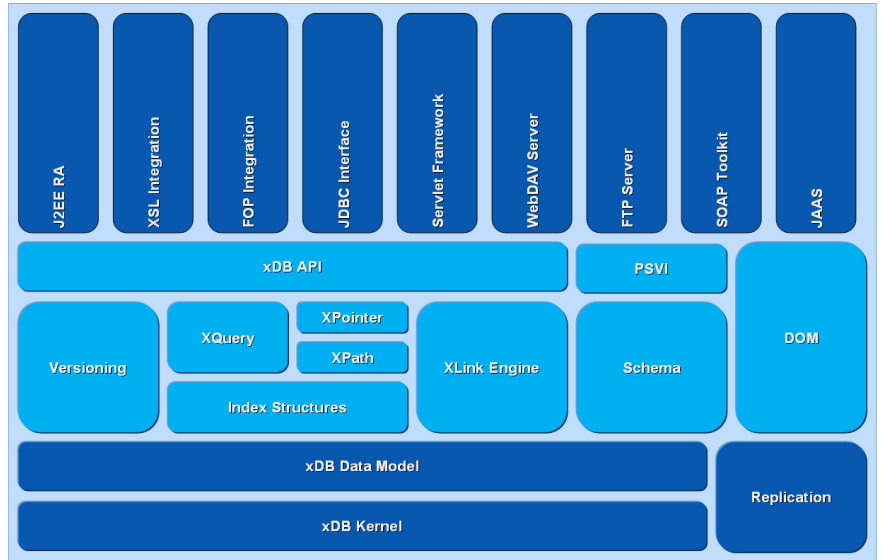 J2EE RA
XSL Integration
FOP Integration
JDBC Interface
Servlet Framework
WebDAV Server
FTP Server
SOAP Toolkit
JAAS
xDB API
PSVI
DOM
Versioning
XQuery
XPointer
XPath
Index Structures
XLink Engine
Schema
xDB Data Model
xDB Kernel
Replication